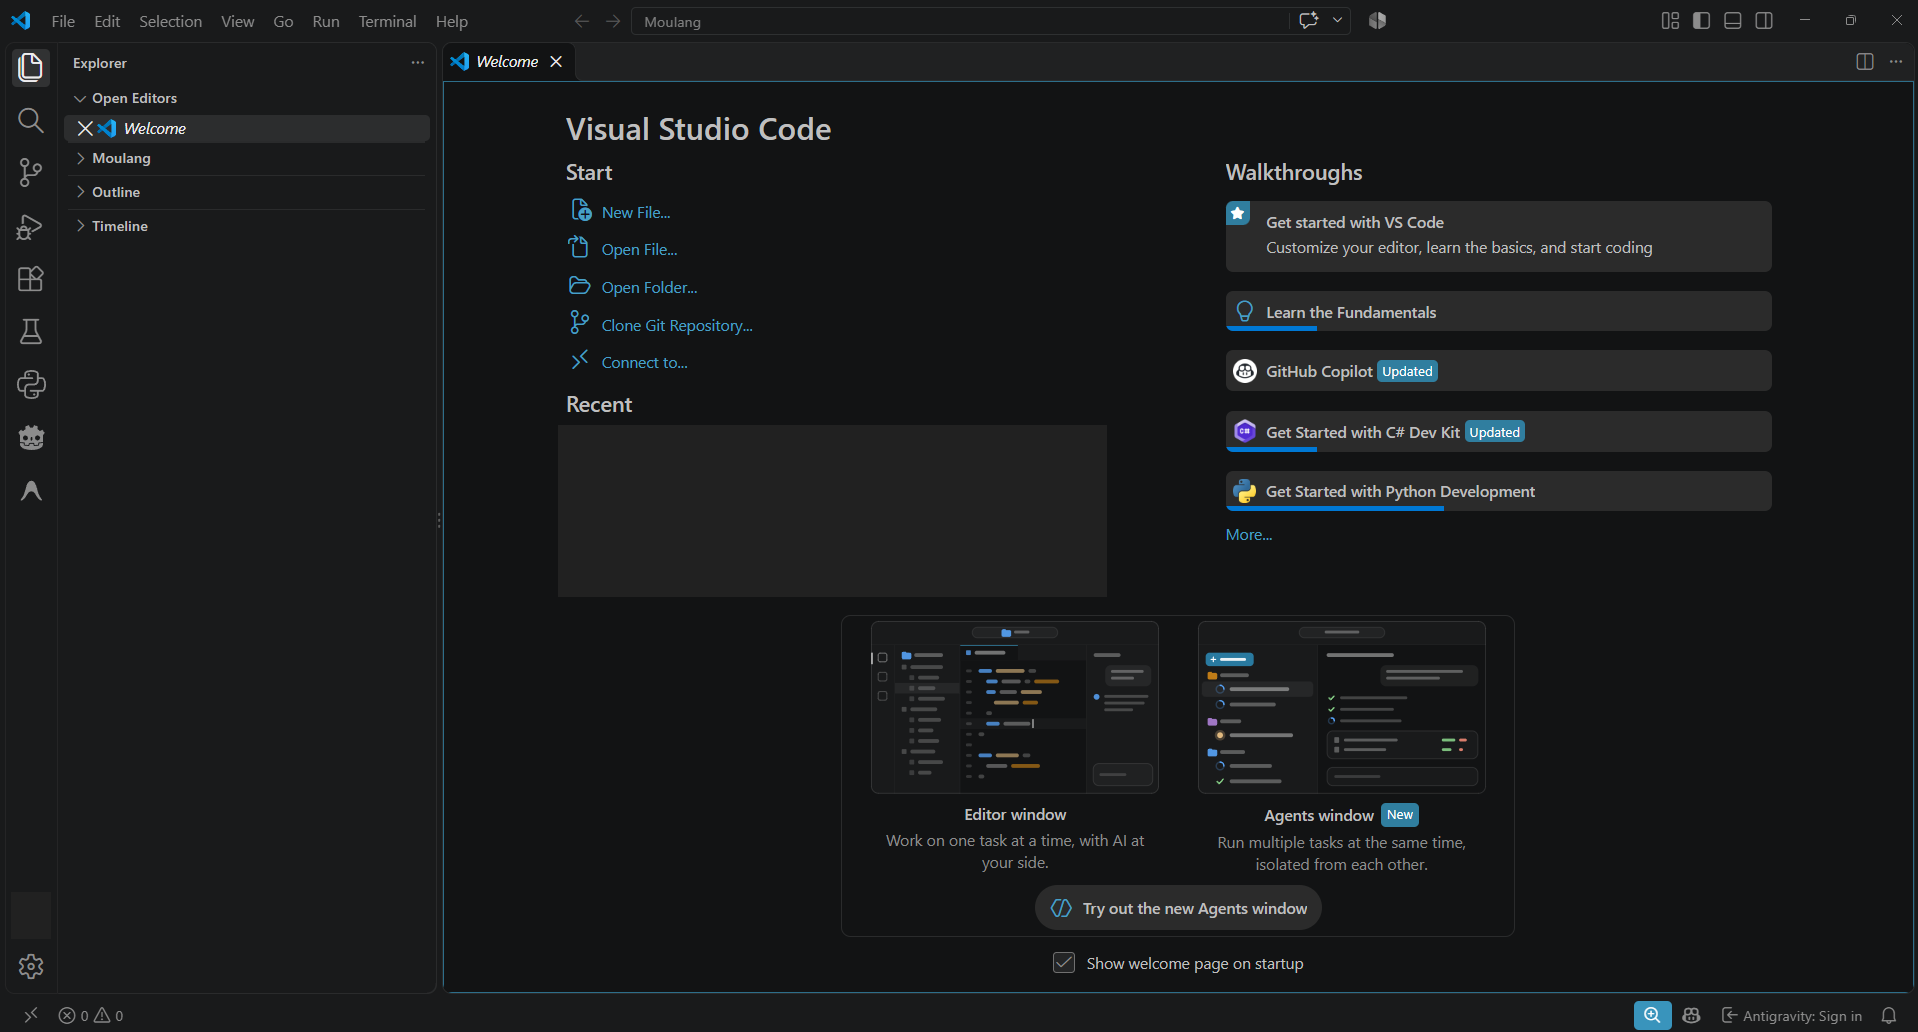 File Edit Selection View Go Run Terminal Help
Moulang
Explorer
Open Editors
Welcome
Moulang
Outline
Timeline
Welcome
Visual Studio Code
Start
New File...
Open File...
Open Folder...
Clone Git Repository...
Connect to...
Recent
Walkthroughs
Get started with VS Code
Customize your editor, learn the basics, and start coding
Learn the Fundamentals
GitHub Copilot Updated
C# Get Started with C# Dev Kit Updated
Get Started with Python Development
More...
Editor window
Work on one task at a time, with AI at
your side.
Agents window New
Run multiple tasks at the same time,
isolated from each other.
Try out the new Agents window
Show welcome page on startup
0 0
Antigravity: Sign in